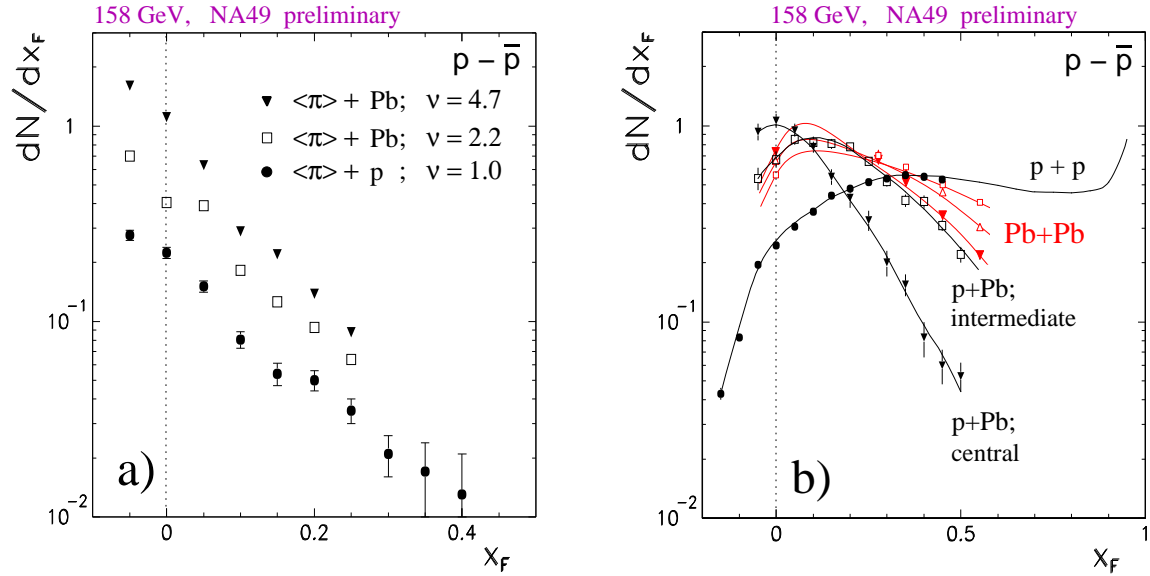 158 GeV, NA49 preliminary
dN/dx_F
p – p̅
<π> + Pb; ν = 4.7
<π> + Pb; ν = 2.2
<π> + p ; ν = 1.0
1
10⁻¹
10⁻²
a)
0
0.2
0.4
x_F
158 GeV, NA49 preliminary
dN/dx_F
p – p̅
1
10⁻¹
10⁻²
p + p
Pb+Pb
p+Pb;
intermediate
p+Pb;
central
b)
0
0.5
1
x_F